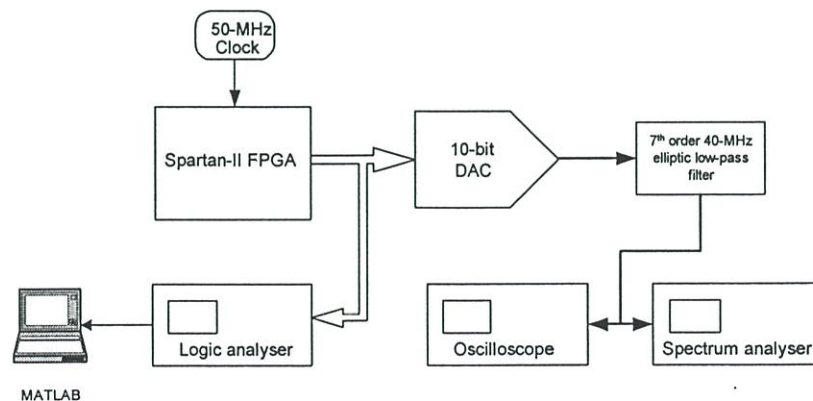 50-MHz
Clock
Spartan-II FPGA
10-bit
DAC
7th order 40-MHz
elliptic low-pass
filter
Logic analyser
Oscilloscope
Spectrum analyser
MATLAB